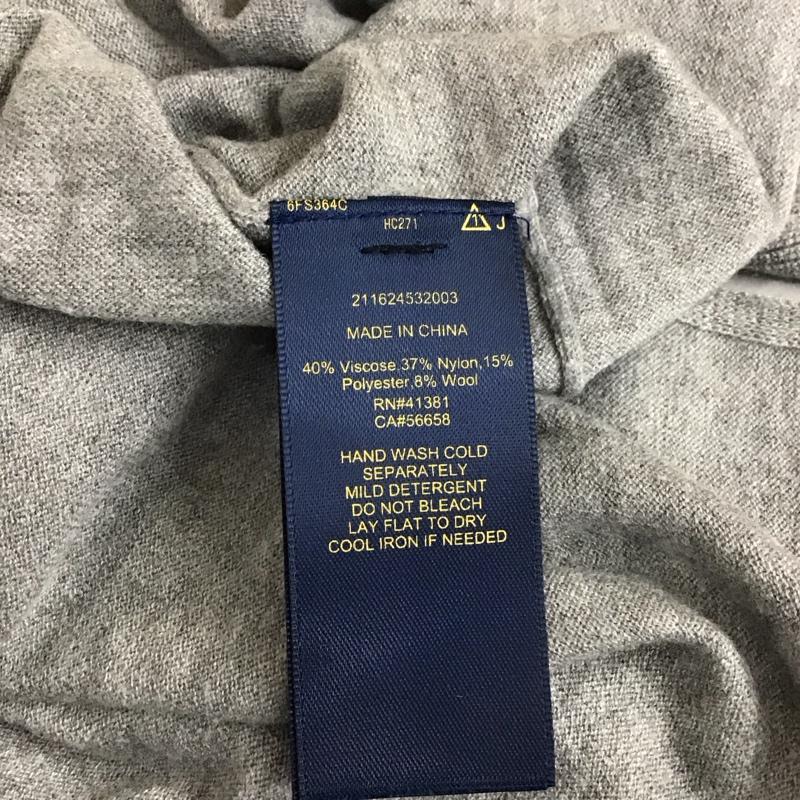 6FS364C
HC271
1 J
211624532003
MADE IN CHINA
40% Viscose,37% Nylon,15%
Polyester,8% Wool
RN#41381
CA#56658
HAND WASH COLD
SEPARATELY
MILD DETERGENT
DO NOT BLEACH
LAY FLAT TO DRY
COOL IRON IF NEEDED